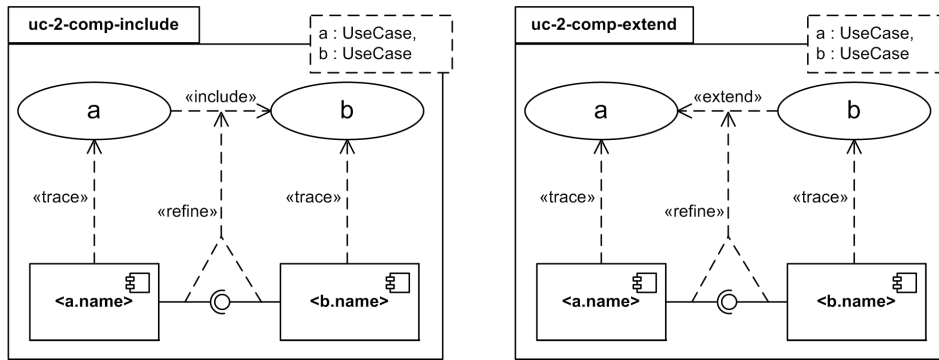 uc-2-comp-include
a : UseCase,
b : UseCase
a
«include»
b
«trace»
«refine»
«trace»
<a.name>
<b.name>
uc-2-comp-extend
a : UseCase,
b : UseCase
a
«extend»
b
«trace»
«refine»
«trace»
<a.name>
<b.name>